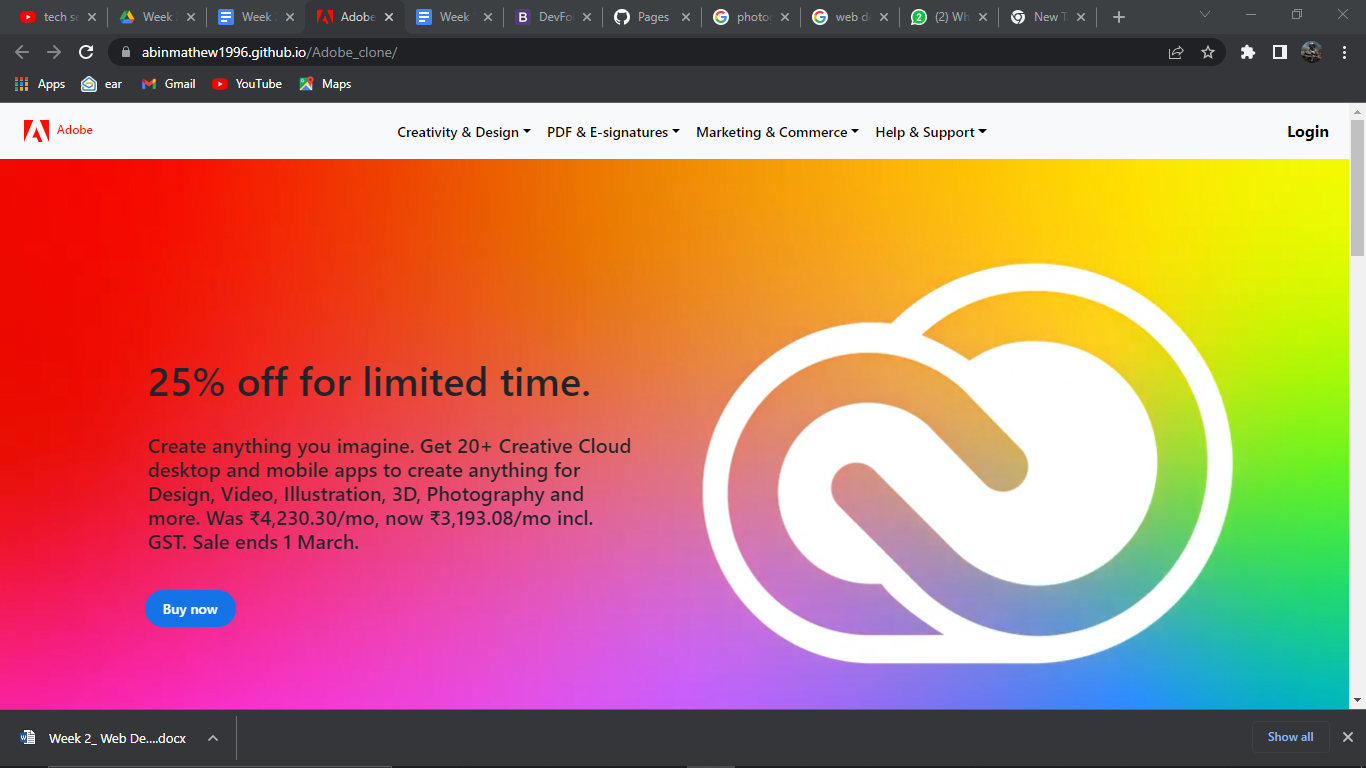 tech se
Week
Week
Adobe
Week
DevFol
Pages
photoc
web de
(2) Wh
New T
abinmathew1996.github.io/Adobe_clone/
Apps
ear
Gmail
YouTube
Maps
Adobe
Creativity & Design
PDF & E-signatures
Marketing & Commerce
Help & Support
Login
25% off for limited time.
Create anything you imagine. Get 20+ Creative Cloud
desktop and mobile apps to create anything for
Design, Video, Illustration, 3D, Photography and
more. Was ₹4,230.30/mo, now ₹3,193.08/mo incl.
GST. Sale ends 1 March.
Buy now
Week 2_ Web De....docx
Show all